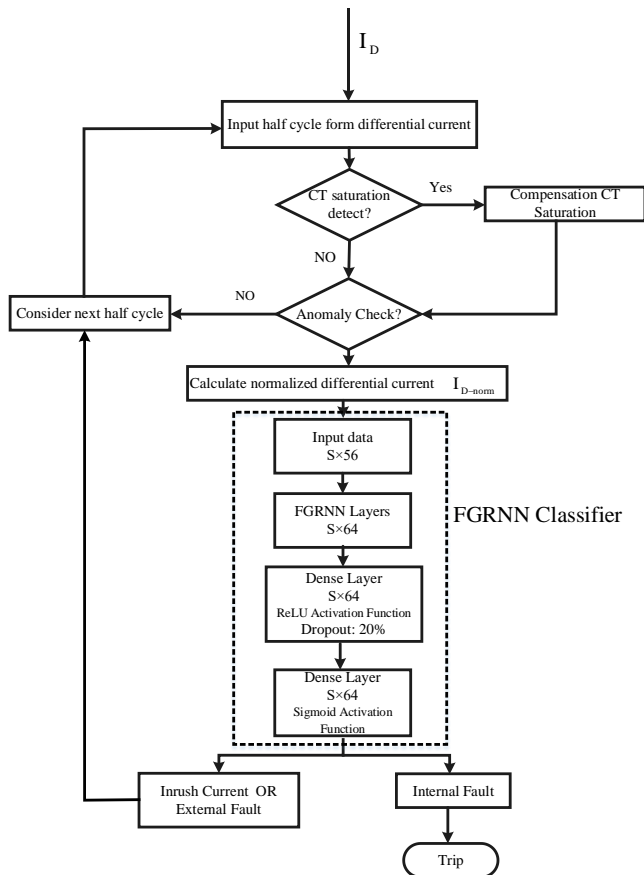 I D
Input half cycle form differential current
CT saturation
detect?
Yes
Compensation CT
Saturation
NO
Consider next half cycle
NO
Anomaly Check?
Calculate normalized differential current I D–norm
Input data
S×56
FGRNN Layers
S×64
FGRNN Classifier
Dense Layer
S×64
ReLU Activation Function
Dropout: 20%
Dense Layer
S×64
Sigmoid Activation
Function
Inrush Current OR
External Fault
Internal Fault
Trip